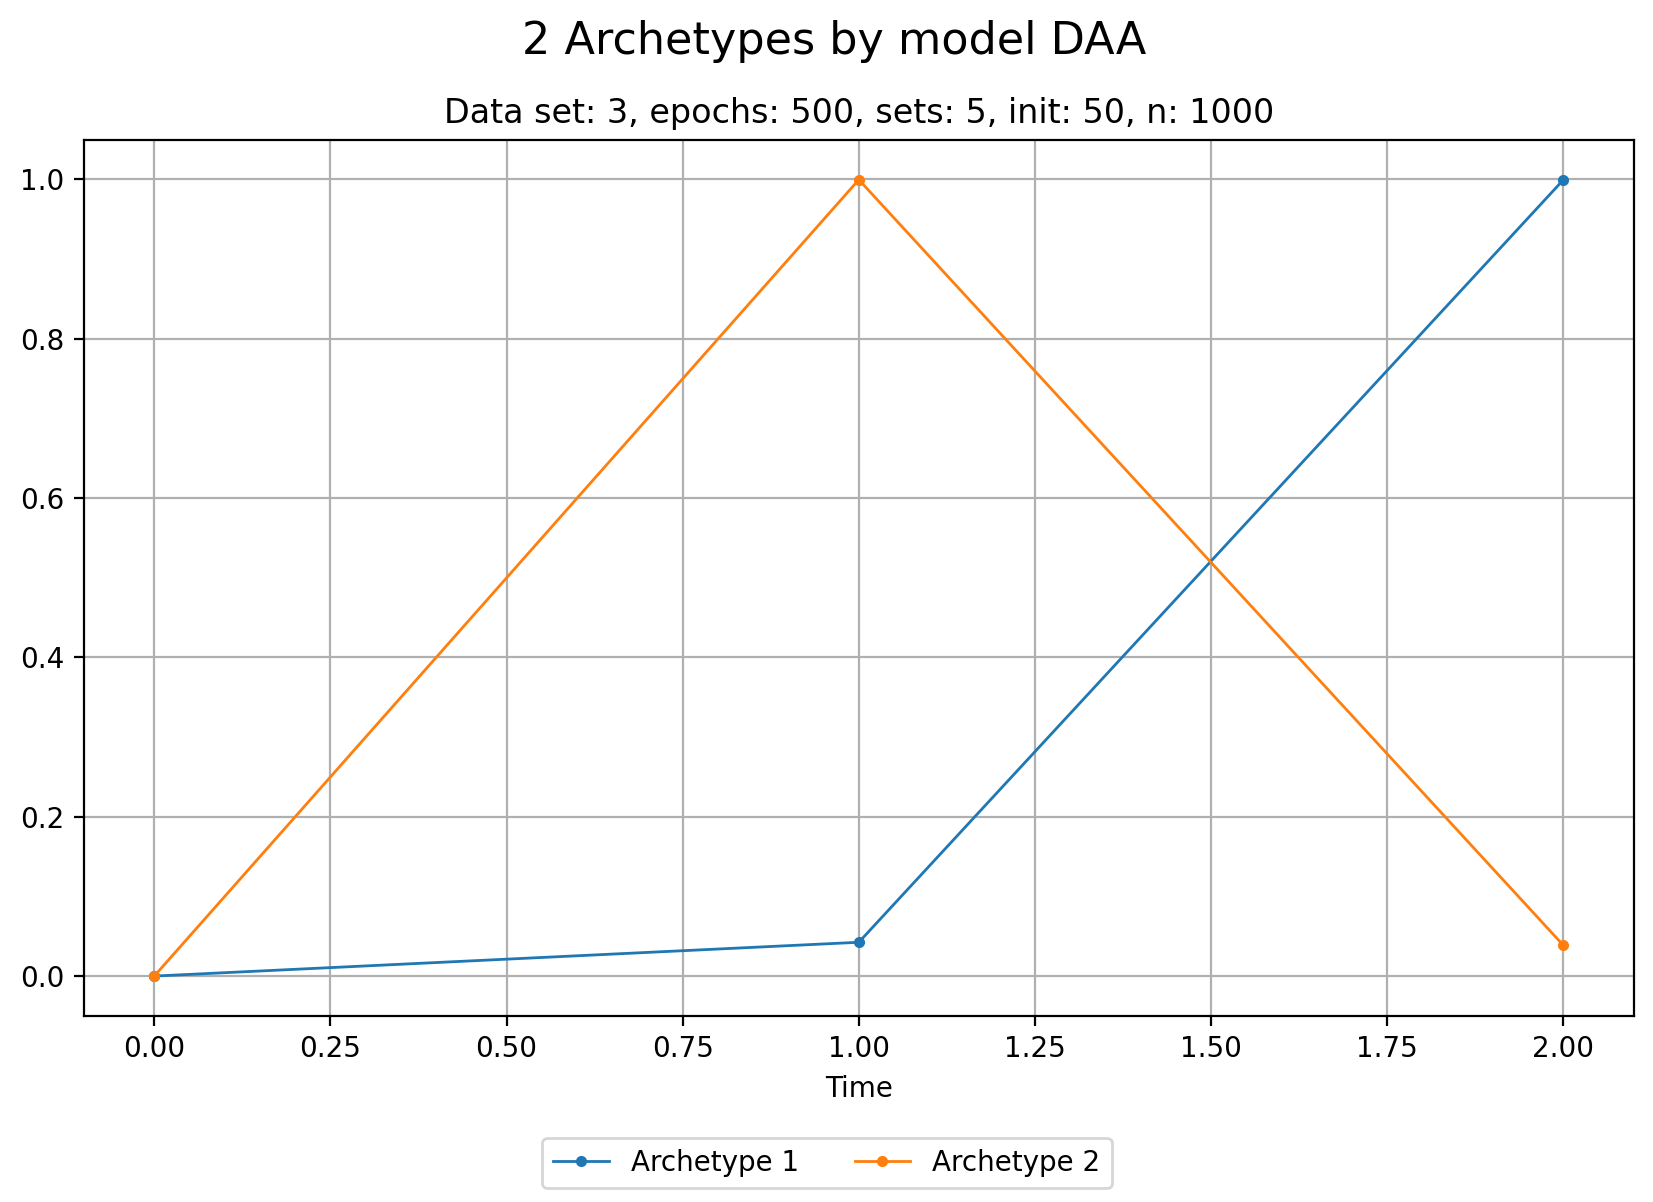 2 Archetypes by model DAA
Data set: 3, epochs: 500, sets: 5, init: 50, n: 1000
1.0
0.8
0.6
0.4
0.2
0.0
0.00 0.25 0.50 0.75 1.00 1.25 1.50 1.75 2.00
Time
Archetype 1 Archetype 2